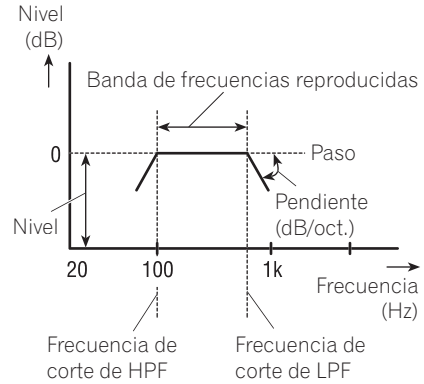 Nivel
(dB)
Banda de frecuencias reproducidas
0
Paso
Pendiente
(dB/oct.)
Nivel
20
100
1k
Frecuencia
(Hz)
Frecuencia de
corte de HPF
Frecuencia de
corte de LPF